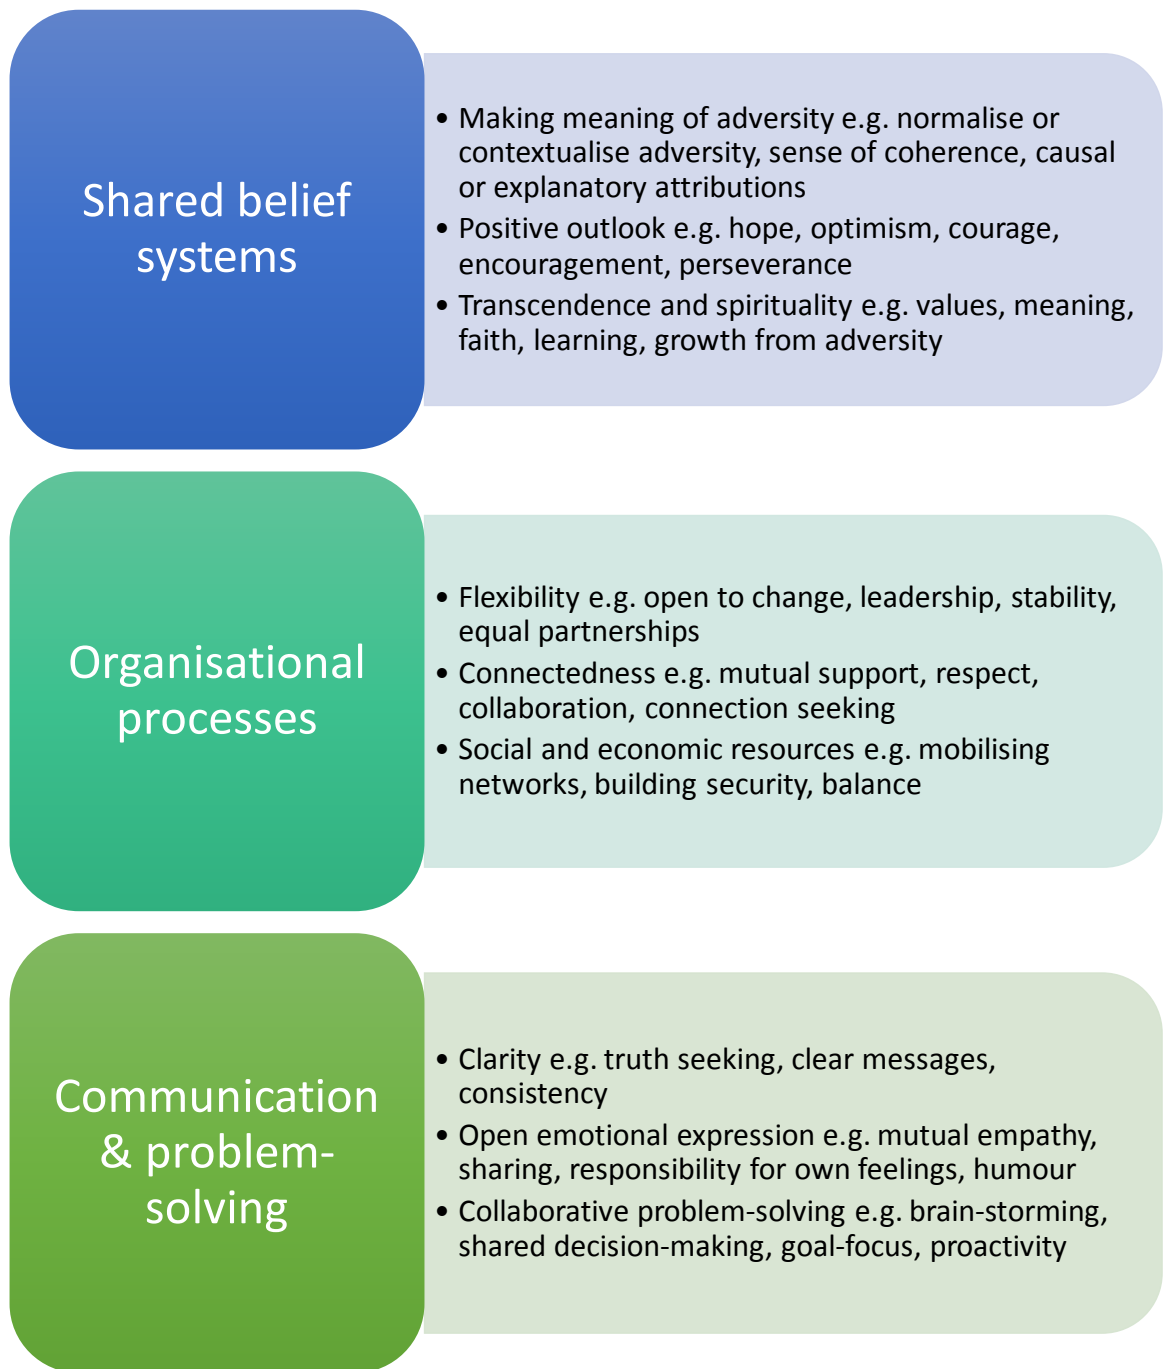 Shared belief
systems
• Making meaning of adversity e.g. normalise or
contextualise adversity, sense of coherence, causal
or explanatory attributions
• Positive outlook e.g. hope, optimism, courage,
encouragement, perseverance
• Transcendence and spirituality e.g. values, meaning,
faith, learning, growth from adversity
Organisational
processes
• Flexibility e.g. open to change, leadership, stability,
equal partnerships
• Connectedness e.g. mutual support, respect,
collaboration, connection seeking
• Social and economic resources e.g. mobilising
networks, building security, balance
Communication
& problem-
solving
• Clarity e.g. truth seeking, clear messages,
consistency
• Open emotional expression e.g. mutual empathy,
sharing, responsibility for own feelings, humour
• Collaborative problem-solving e.g. brain-storming,
shared decision-making, goal-focus, proactivity